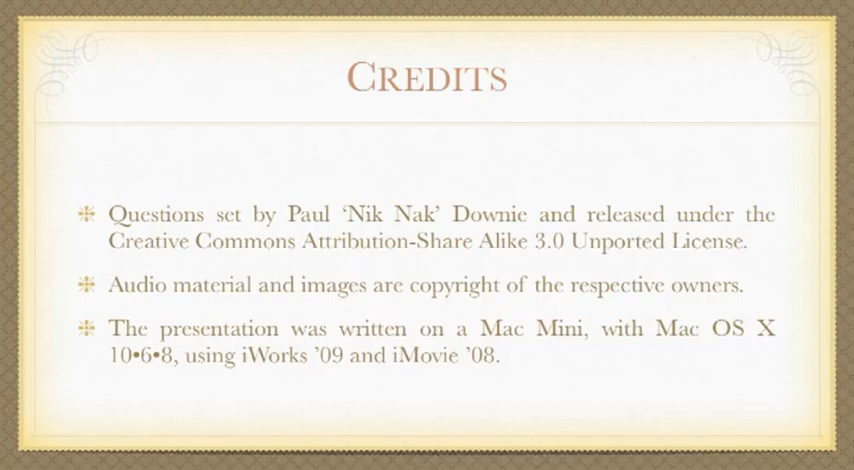 CREDITS
Questions set by Paul ‘Nik Nak’ Downie and released under the
Creative Commons Attribution-Share Alike 3.0 Unported License.
Audio material and images are copyright of the respective owners.
The presentation was written on a Mac Mini, with Mac OS X
10•6•8, using iWorks ’09 and iMovie ’08.